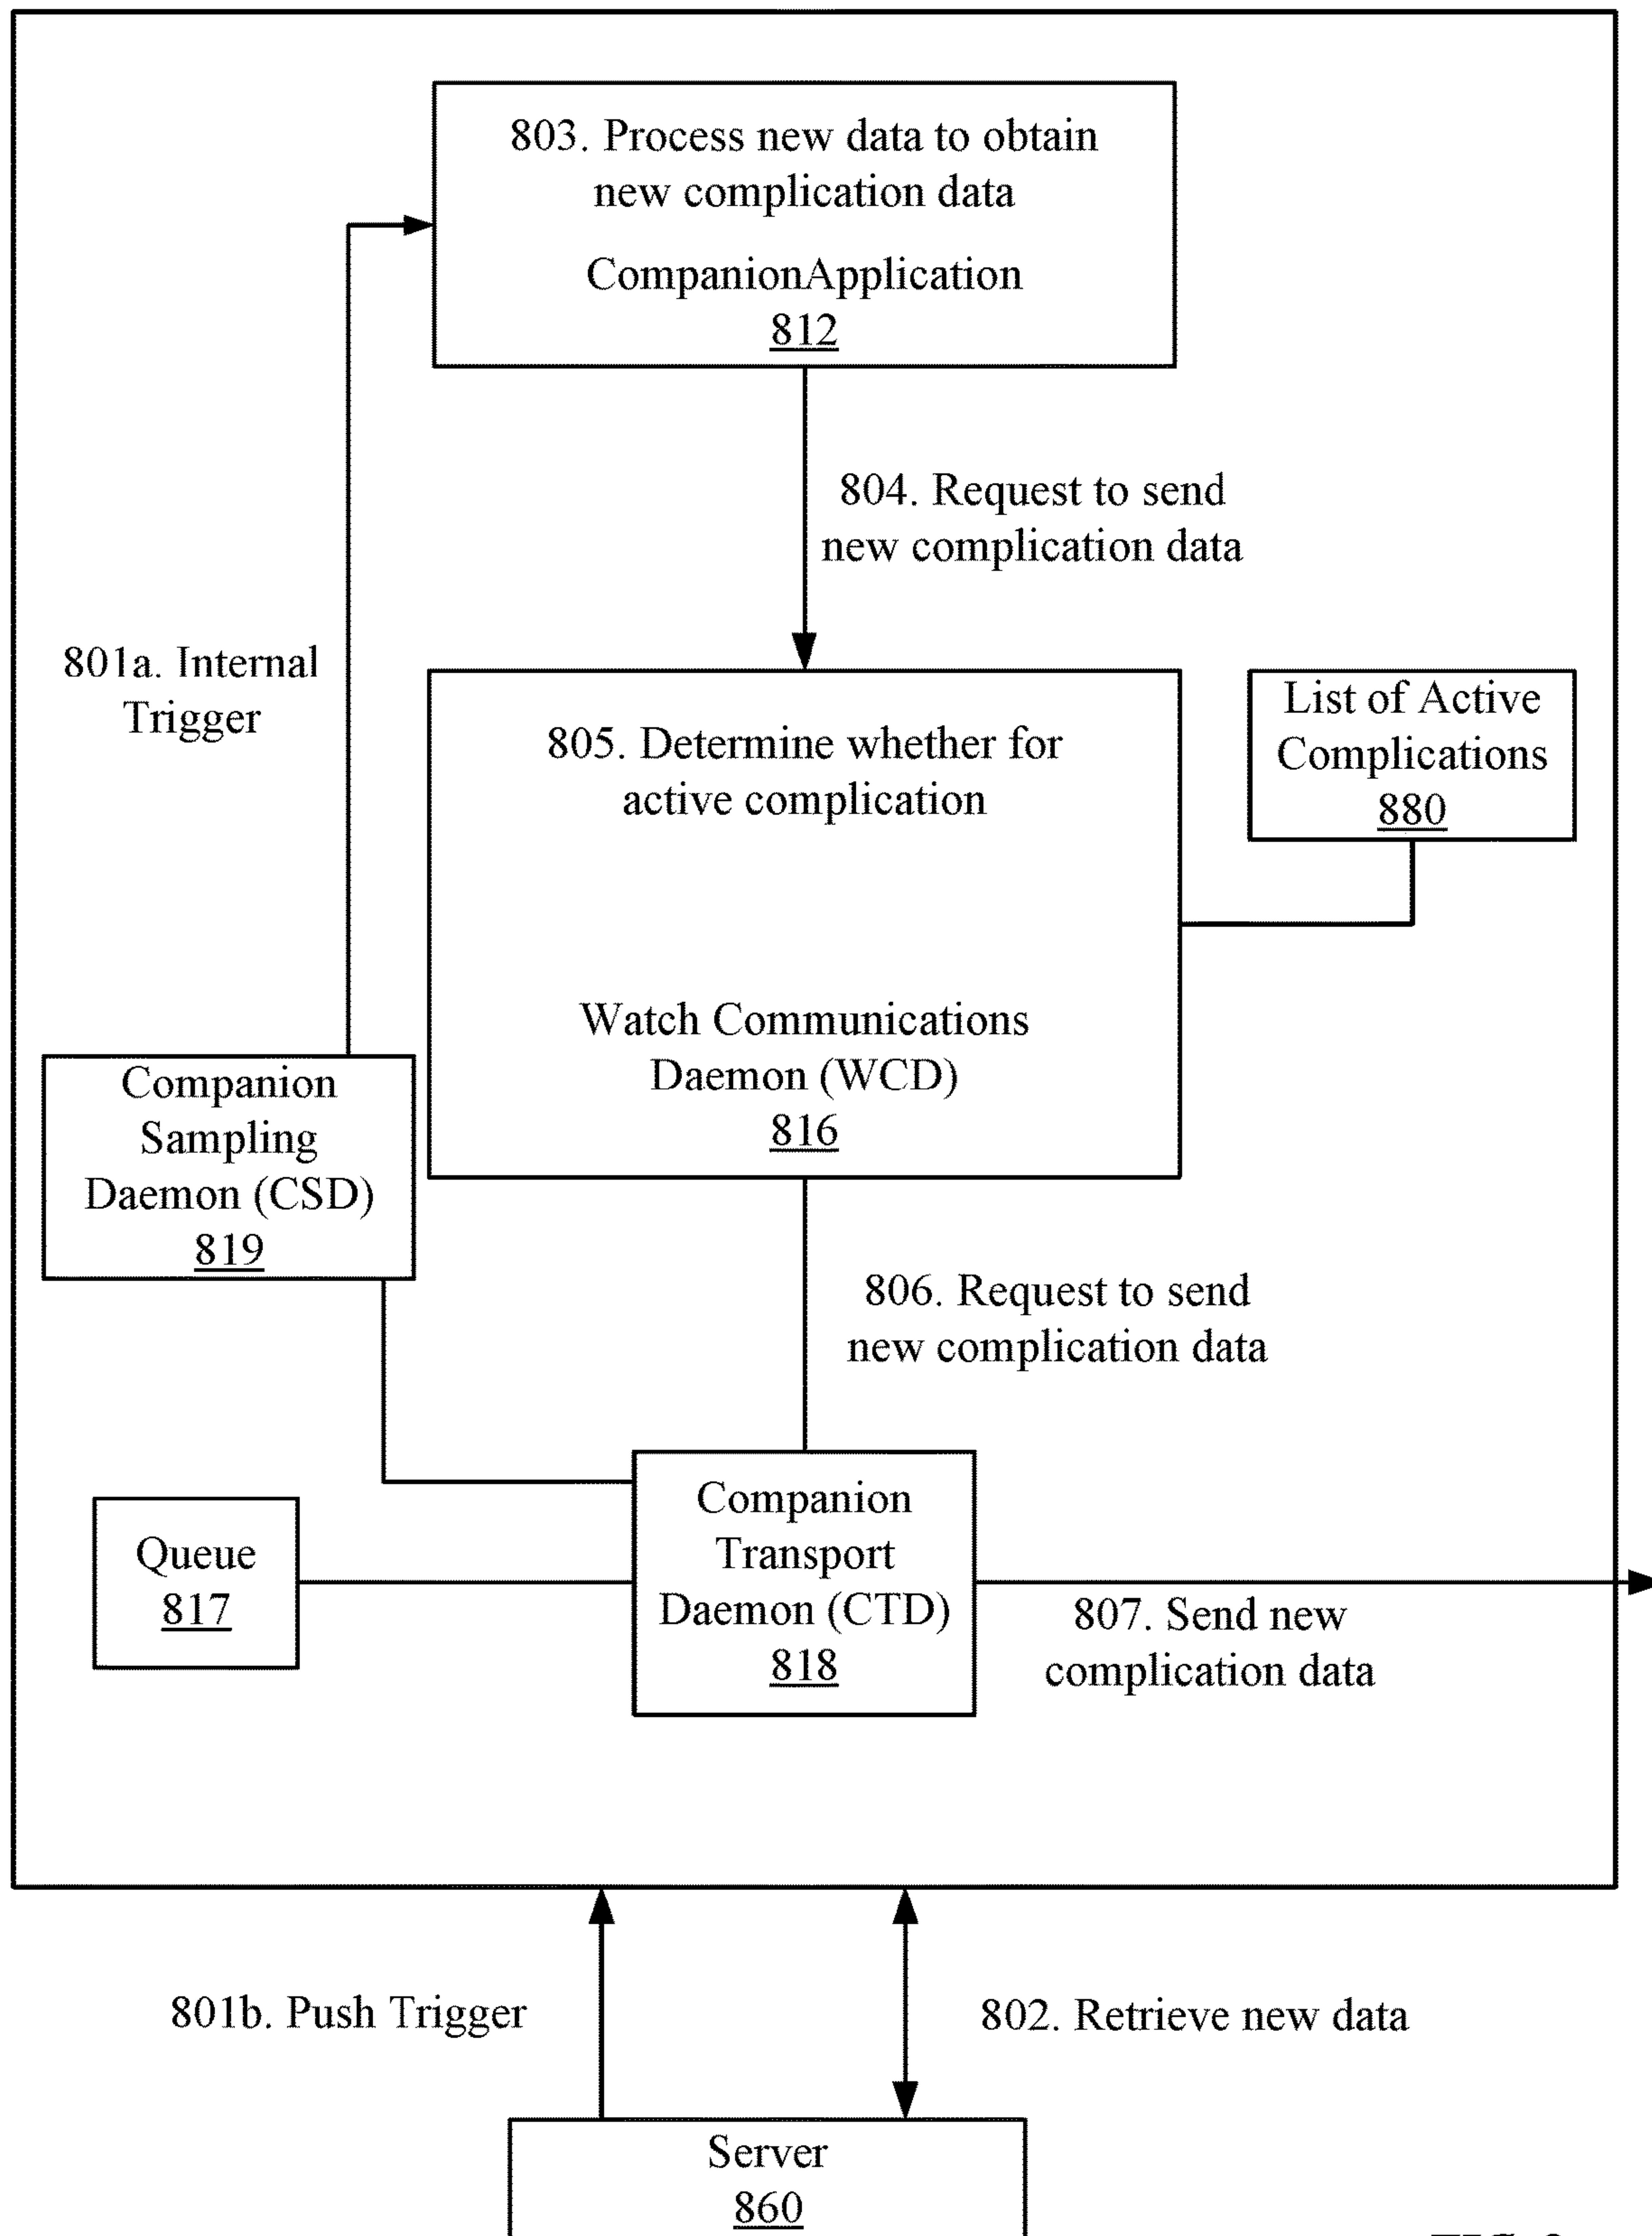 803. Process new data to obtain
new complication data
CompanionApplication
812
804. Request to send
new complication data
801a. Internal
Trigger
805. Determine whether for
active complication
List of Active
Complications
880
Watch Communications
Daemon (WCD)
816
Companion
Sampling
Daemon (CSD)
819
806. Request to send
new complication data
Queue
817
Companion
Transport
Daemon (CTD)
818
807. Send new
complication data
801b. Push Trigger
802. Retrieve new data
Server
860